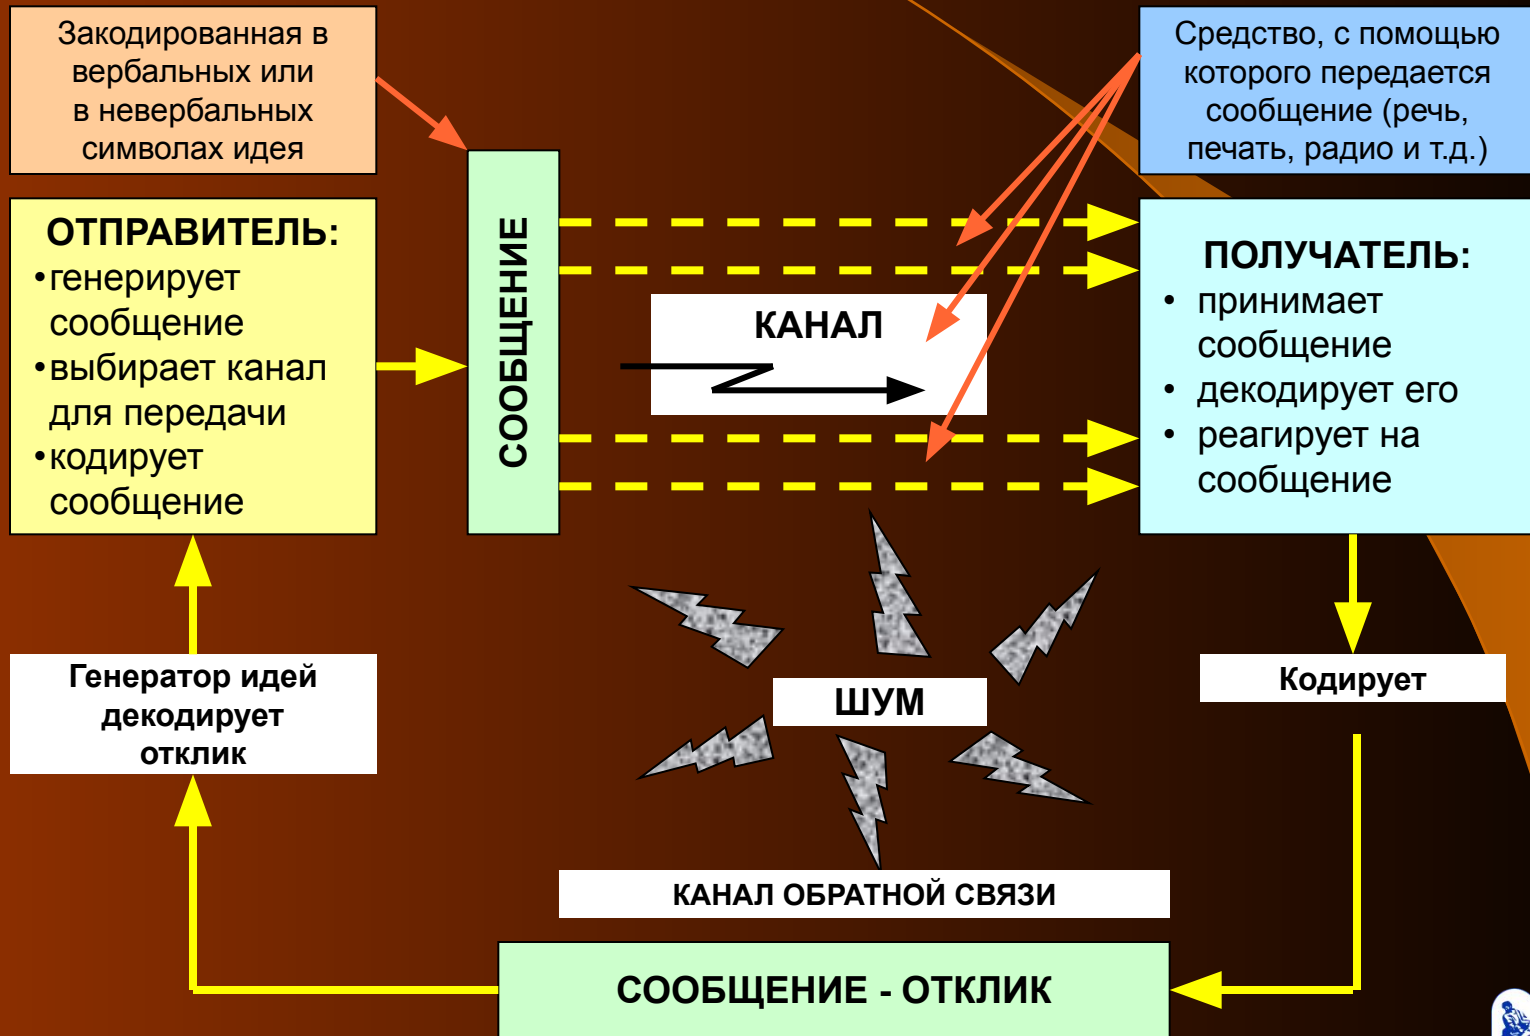 Закодированная в
вербальных или
в невербальных
символах идея
Средство, с помощью
которого передается
сообщение (речь,
печать, радио и т.д.)
ОТПРАВИТЕЛЬ:
•генерирует
сообщение
•выбирает канал
для передачи
•кодирует
сообщение
СООБЩЕНИЕ
КАНАЛ
ПОЛУЧАТЕЛЬ:
• принимает
сообщение
• декодирует его
• реагирует на
сообщение
Генератор идей
декодирует
отклик
ШУМ
Кодирует
КАНАЛ ОБРАТНОЙ СВЯЗИ
СООБЩЕНИЕ - ОТКЛИК